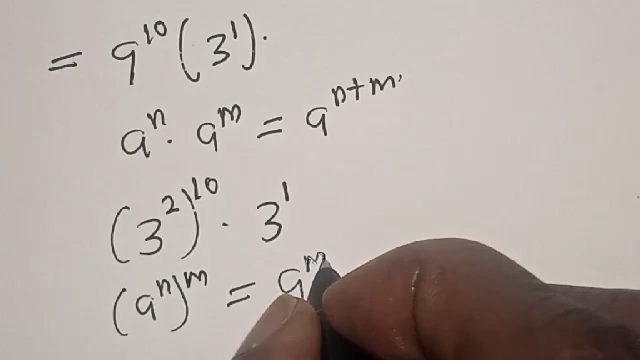 = 9^10 (3^1).
a^n · a^m = a^n+m.
(3^2)^10 · 3^1
(a^n)^m = a^m